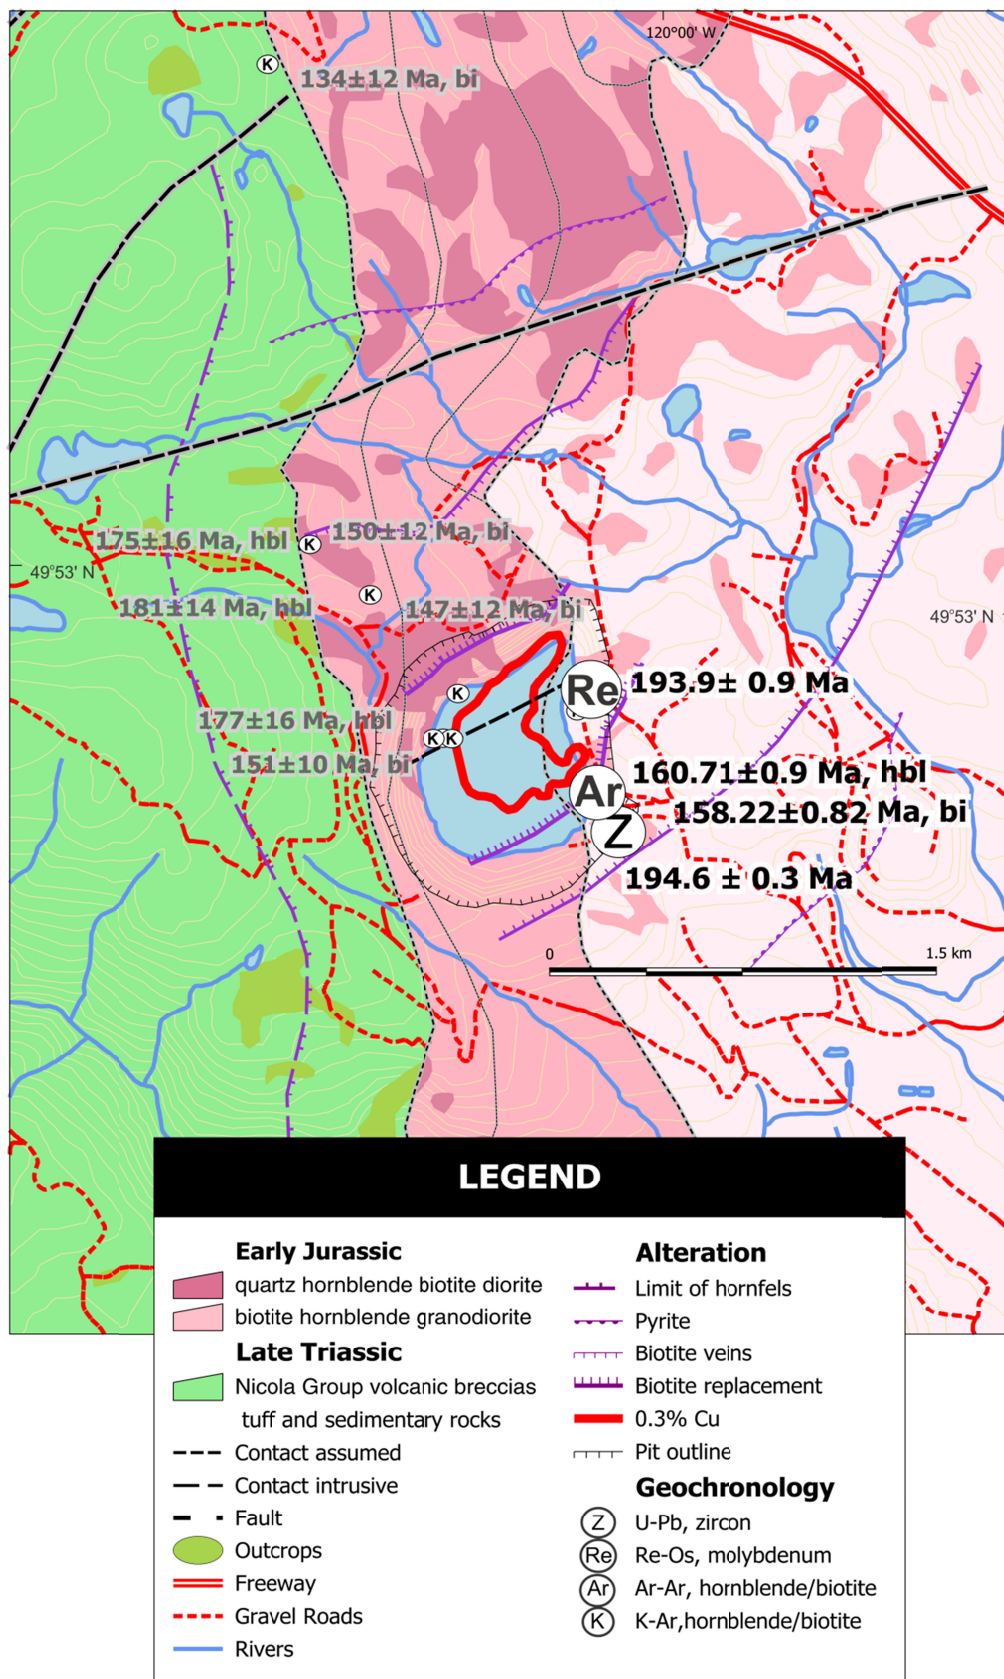 120°00' W
K
134±12 Ma, bi
175±16 Ma, hbl
K
150±12 Ma, bi
49°53' N
K
181±14 Ma, hbl
147±12 Ma, bi
49°53' N
K
Re
193.9± 0.9 Ma
177±16 Ma, hbl
K K
151±10 Ma, bi
160.71±0.9 Ma, hbl
Ar
158.22±0.82 Ma, bi
Z
194.6 ± 0.3 Ma
0
1.5 km
LEGEND
Early Jurassic
quartz hornblende biotite diorite
biotite hornblende granodiorite
Late Triassic
Nicola Group volcanic breccias
tuff and sedimentary rocks
Contact assumed
Contact intrusive
Fault
Outcrops
Freeway
Gravel Roads
Rivers
Alteration
Limit of hornfels
Pyrite
Biotite veins
Biotite replacement
0.3% Cu
Pit outline
Geochronology
Z U-Pb, zircon
Re Re-Os, molybdenum
Ar Ar-Ar, hornblende/biotite
K K-Ar,hornblende/biotite